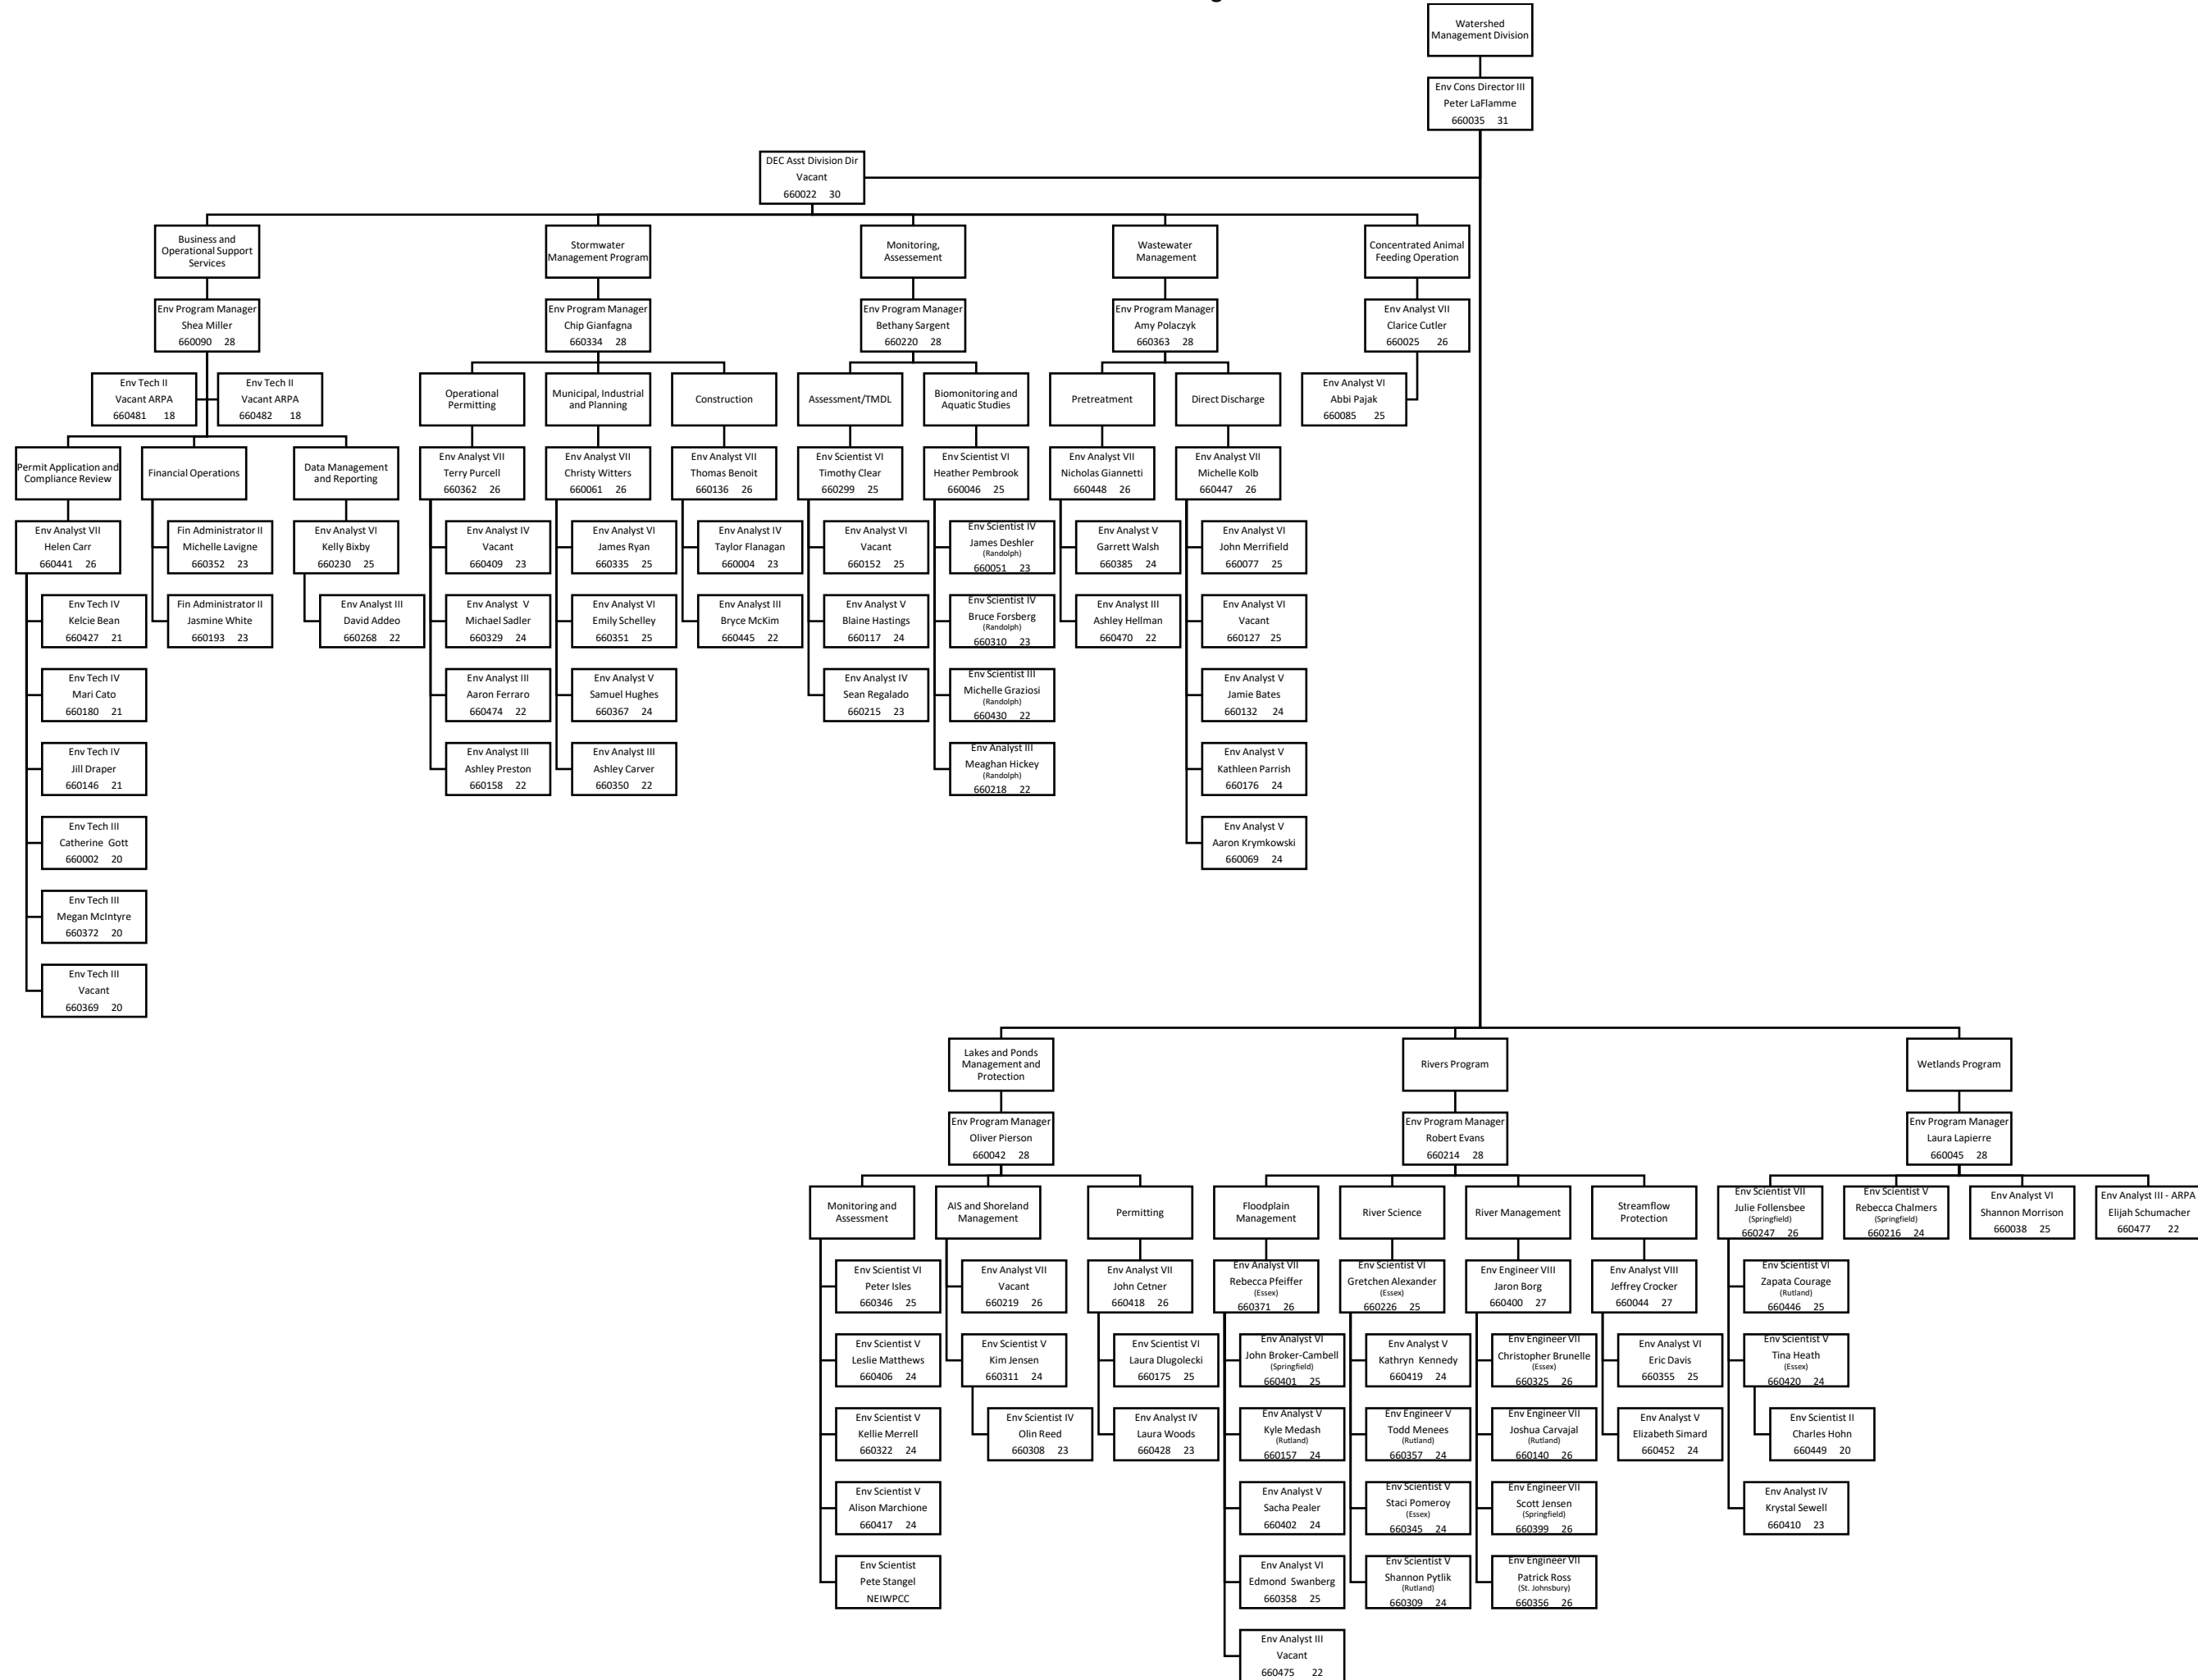 Watershed
Management Division
Env Cons Director III
Peter LaFlamme
660035 31
DEC Asst Division Dir
Vacant
660022 30
Business and
Operational Support
Services
Env Program Manager
Shea Miller
660090 28
Env Tech II
Vacant ARPA
660481 18
Env Tech II
Vacant ARPA
660482 18
Permit Application and
Compliance Review
Env Analyst VII
Helen Carr
660441 26
Env Tech IV
Kelcie Bean
660427 21
Env Tech IV
Mari Cato
660180 21
Env Tech IV
Jill Draper
660146 21
Env Tech III
Catherine Gott
660002 20
Env Tech III
Megan McIntyre
660372 20
Env Tech III
Vacant
660369 20
Financial Operations
Fin Administrator II
Michelle Lavigne
660352 23
Fin Administrator II
Jasmine White
660193 23
Data Management
and Reporting
Env Analyst VI
Kelly Bixby
660230 25
Env Analyst III
David Addeo
660268 22
Stormwater
Management Program
Env Program Manager
Chip Gianfagna
660334 28
Operational
Permitting
Env Analyst VII
Terry Purcell
660362 26
Env Analyst IV
Vacant
660409 23
Env Analyst V
Michael Sadler
660329 24
Env Analyst III
Aaron Ferraro
660474 22
Env Analyst III
Ashley Preston
660158 22
Municipal, Industrial
and Planning
Env Analyst VII
Christy Witters
660061 26
Env Analyst VI
James Ryan
660335 25
Env Analyst VI
Emily Schelley
660351 25
Env Analyst V
Samuel Hughes
660367 24
Env Analyst III
Ashley Carver
660350 22
Construction
Env Analyst VII
Thomas Benoit
660136 26
Env Analyst IV
Taylor Flanagan
660004 23
Env Analyst III
Bryce McKim
660445 22
Monitoring,
Assessement
Env Program Manager
Bethany Sargent
660220 28
Assessment/TMDL
Env Scientist VI
Timothy Clear
660299 25
Env Analyst VI
Vacant
660152 25
Env Analyst V
Blaine Hastings
660117 24
Env Analyst IV
Sean Regalado
660215 23
Biomonitoring and
Aquatic Studies
Env Scientist VI
Heather Pembrook
660046 25
Env Scientist IV
James Deshler
(Randolph)
660051 23
Env Scientist IV
Bruce Forsberg
(Randolph)
660310 23
Env Scientist III
Michelle Graziosi
(Randolph)
660430 22
Env Analyst III
Meaghan Hickey
(Randolph)
660218 22
Wastewater
Management
Env Program Manager
Amy Polaczyk
660363 28
Pretreatment
Env Analyst VII
Nicholas Giannetti
660448 26
Env Analyst V
Garrett Walsh
660385 24
Env Analyst III
Ashley Hellman
660470 22
Direct Discharge
Env Analyst VII
Michelle Kolb
660447 26
Env Analyst VI
John Merrifield
660077 25
Env Analyst VI
Vacant
660127 25
Env Analyst V
Jamie Bates
660132 24
Env Analyst V
Kathleen Parrish
660176 24
Env Analyst V
Aaron Krymkowski
660069 24
Concentrated Animal
Feeding Operation
Env Analyst VII
Clarice Cutler
660025 26
Env Analyst VI
Abbi Pajak
660085 25
Lakes and Ponds
Management and
Protection
Env Program Manager
Oliver Pierson
660042 28
Monitoring and
Assessment
Env Scientist VI
Peter Isles
660346 25
Env Scientist V
Leslie Matthews
660406 24
Env Scientist V
Kellie Merrell
660322 24
Env Scientist V
Alison Marchione
660417 24
Env Scientist
Pete Stangel
NEIWPCC
AIS and Shoreland
Management
Env Analyst VII
Vacant
660219 26
Env Scientist V
Kim Jensen
660311 24
Env Scientist IV
Olin Reed
660308 23
Permitting
Env Analyst VII
John Cetner
660418 26
Env Scientist VI
Laura Dlugolecki
660175 25
Env Analyst IV
Laura Woods
660428 23
Rivers Program
Env Program Manager
Robert Evans
660214 28
Floodplain
Management
Env Analyst VII
Rebecca Pfeiffer
(Essex)
660371 26
Env Analyst VI
John Broker-Cambell
(Springfield)
660401 25
Env Analyst V
Kyle Medash
(Rutland)
660157 24
Env Analyst V
Sacha Pealer
660402 24
Env Analyst VI
Edmond Swanberg
660358 25
Env Analyst III
Vacant
660475 22
River Science
Env Scientist VI
Gretchen Alexander
(Essex)
660226 25
Env Analyst V
Kathryn Kennedy
660419 24
Env Engineer V
Todd Menees
(Rutland)
660357 24
Env Scientist V
Staci Pomeroy
(Essex)
660345 24
Env Scientist V
Shannon Pytlik
(Rutland)
660309 24
River Management
Env Engineer VIII
Jaron Borg
660400 27
Env Engineer VII
Christopher Brunelle
(Essex)
660325 26
Env Engineer VII
Joshua Carvajal
(Rutland)
660140 26
Env Engineer VII
Scott Jensen
(Springfield)
660399 26
Env Engineer VII
Patrick Ross
(St. Johnsbury)
660356 26
Streamflow
Protection
Env Analyst VIII
Jeffrey Crocker
660044 27
Env Analyst VI
Eric Davis
660355 25
Env Analyst V
Elizabeth Simard
660452 24
Wetlands Program
Env Program Manager
Laura Lapierre
660045 28
Env Scientist VII
Julie Follensbee
(Springfield)
660247 26
Env Scientist VI
Zapata Courage
(Rutland)
660446 25
Env Scientist V
Tina Heath
(Essex)
660420 24
Env Scientist II
Charles Hohn
660449 20
Env Analyst IV
Krystal Sewell
660410 23
Env Scientist V
Rebecca Chalmers
(Springfield)
660216 24
Env Analyst VI
Shannon Morrison
660038 25
Env Analyst III - ARPA
Elijah Schumacher
660477 22